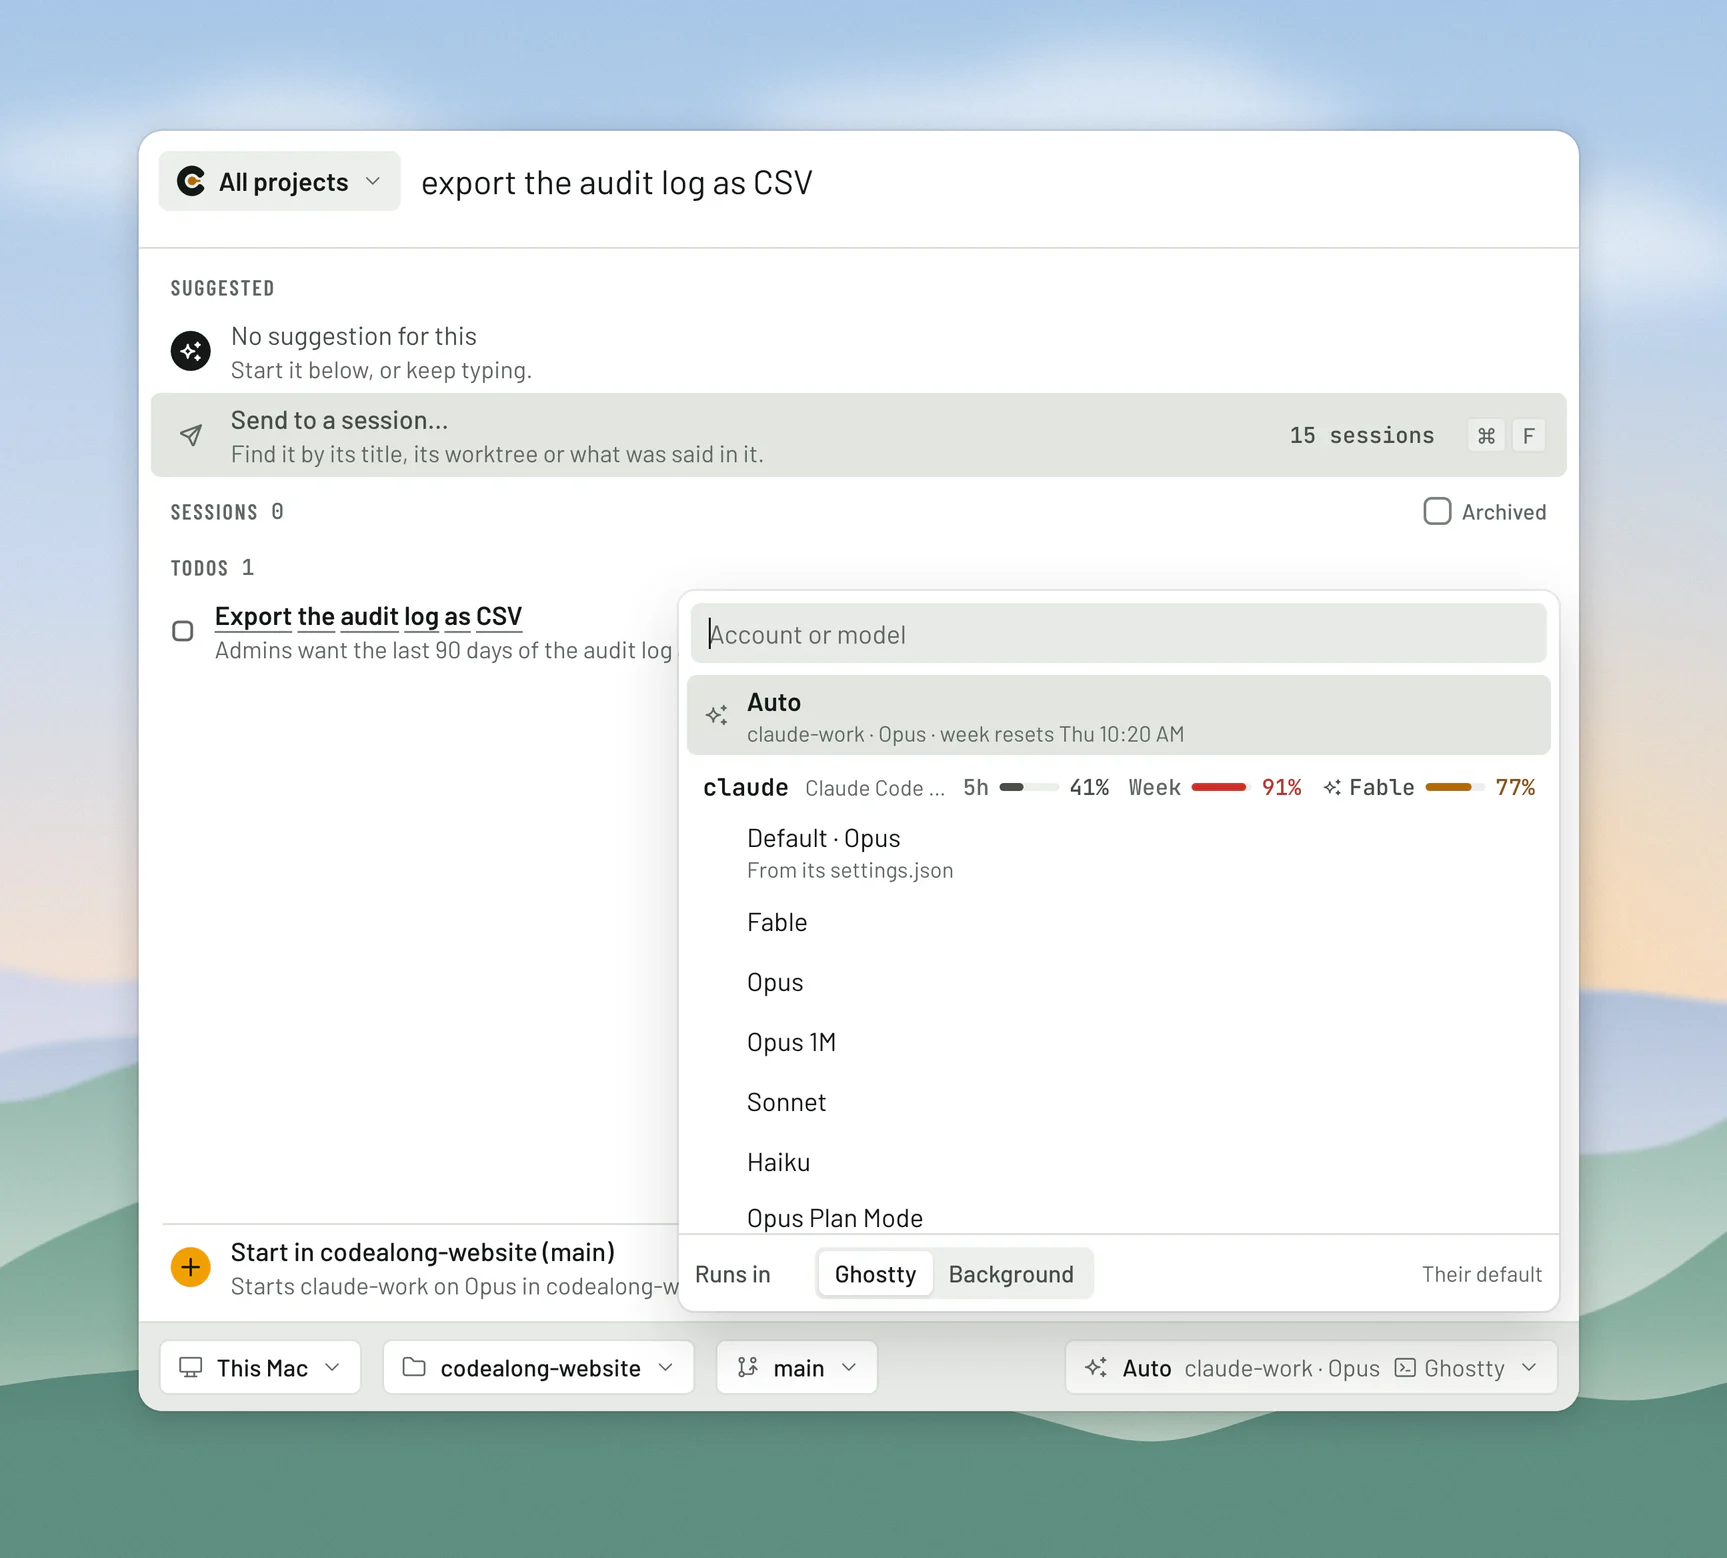 All projects
export the audit log as CSV
SUGGESTED
No suggestion for this
Start it below, or keep typing.
Send to a session...
Find it by its title, its worktree or what was said in it.
15 sessions
⌘ F
SESSIONS 0
Archived
TODOS 1
Export the audit log as CSV
Admins want the last 90 days of the audit log
Account or model
Auto
claude-work · Opus · week resets Thu 10:20 AM
claude Claude Code ... 5h 41% Week 91% Fable 77%
Default · Opus
From its settings.json
Fable
Opus
Opus 1M
Sonnet
Haiku
Opus Plan Mode
Runs in Ghostty Background Their default
Start in codealong-website (main)
Starts claude-work on Opus in codealong-w
This Mac codealong-website main Auto claude-work · Opus Ghostty